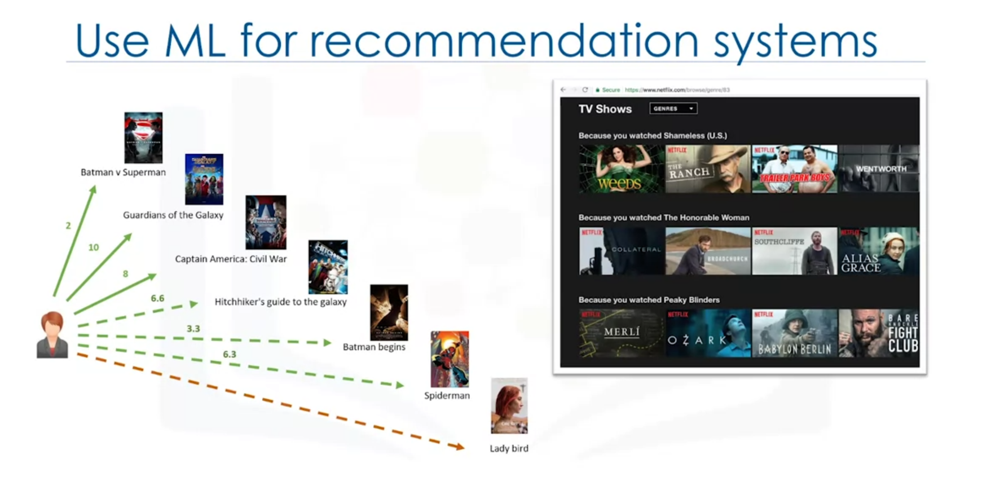 Use ML for recommendation systems
Batman v Superman
Guardians of the Galaxy
Captain America: Civil War
Hitchhiker's guide to the galaxy
Batman begins
Spiderman
Lady bird
2
10
8
6.6
3.3
6.3
Secure https://www.netflix.com/browse/genre/83
TV Shows GENRES
Because you watched Shameless (U.S.)
WEEDS
NETFLIX
THE
RANCH
NETFLIX
TRAILER PARK BOYS
WENTWORTH
Because you watched The Honorable Woman
NETFLIX
COLLATERAL
BROADCHURCH
NETFLIX
SOUTHCLIFFE
NETFLIX
ALIAS
GRACE
Because you watched Peaky Blinders
NETFLIX
MERLÍ
NETFLIX
OZARK
NETFLIX
BABYLON BERLIN
BARE
KNUCKLE
FIGHT
CLUB